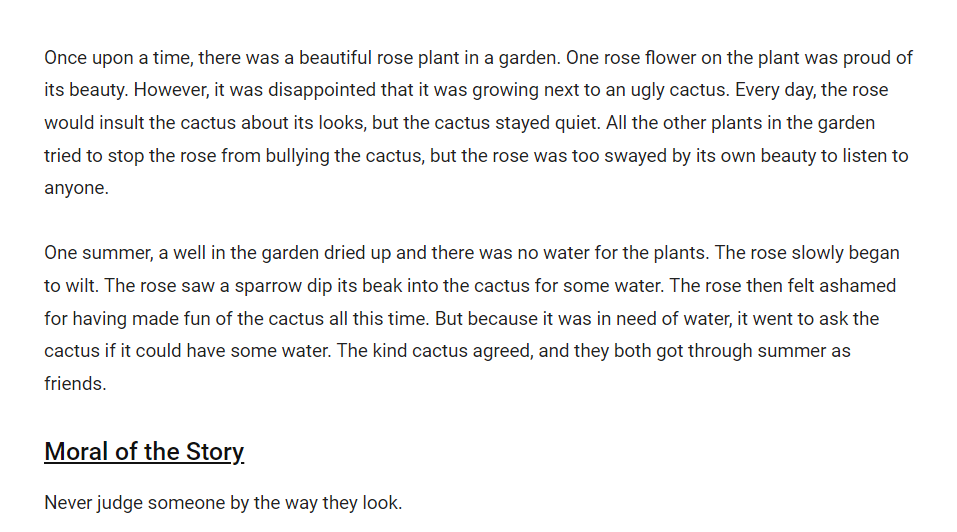 Once upon a time, there was a beautiful rose plant in a garden. One rose flower on the plant was proud of
its beauty. However, it was disappointed that it was growing next to an ugly cactus. Every day, the rose
would insult the cactus about its looks, but the cactus stayed quiet. All the other plants in the garden
tried to stop the rose from bullying the cactus, but the rose was too swayed by its own beauty to listen to
anyone.
One summer, a well in the garden dried up and there was no water for the plants. The rose slowly began
to wilt. The rose saw a sparrow dip its beak into the cactus for some water. The rose then felt ashamed
for having made fun of the cactus all this time. But because it was in need of water, it went to ask the
cactus if it could have some water. The kind cactus agreed, and they both got through summer as
friends.
Moral of the Story
Never judge someone by the way they look.